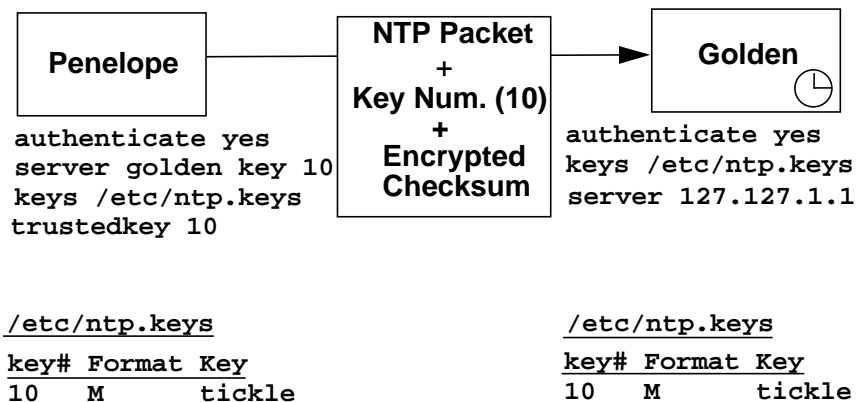 Penelope
NTP Packet
+
Key Num. (10)
+
Encrypted
Checksum
Golden
authenticate yes
server golden key 10
keys /etc/ntp.keys
trustedkey 10
authenticate yes
keys /etc/ntp.keys
server 127.127.1.1
/etc/ntp.keys
key# Format Key
10 M tickle
/etc/ntp.keys
key# Format Key
10 M tickle